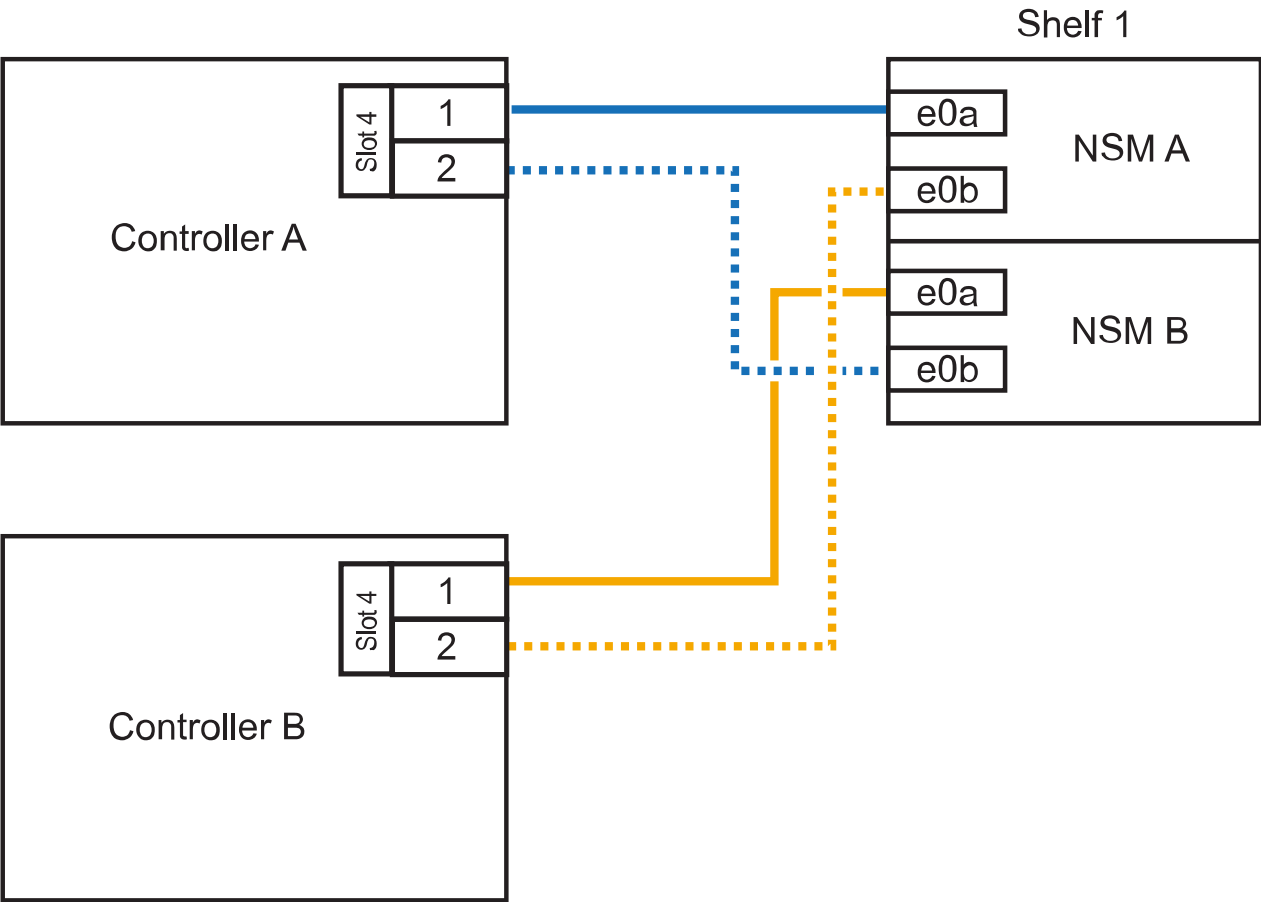 Shelf 1
Slot 4
1
2
Controller A
e0a
e0b
NSM A
e0a
e0b
NSM B
Slot 4
1
2
Controller B